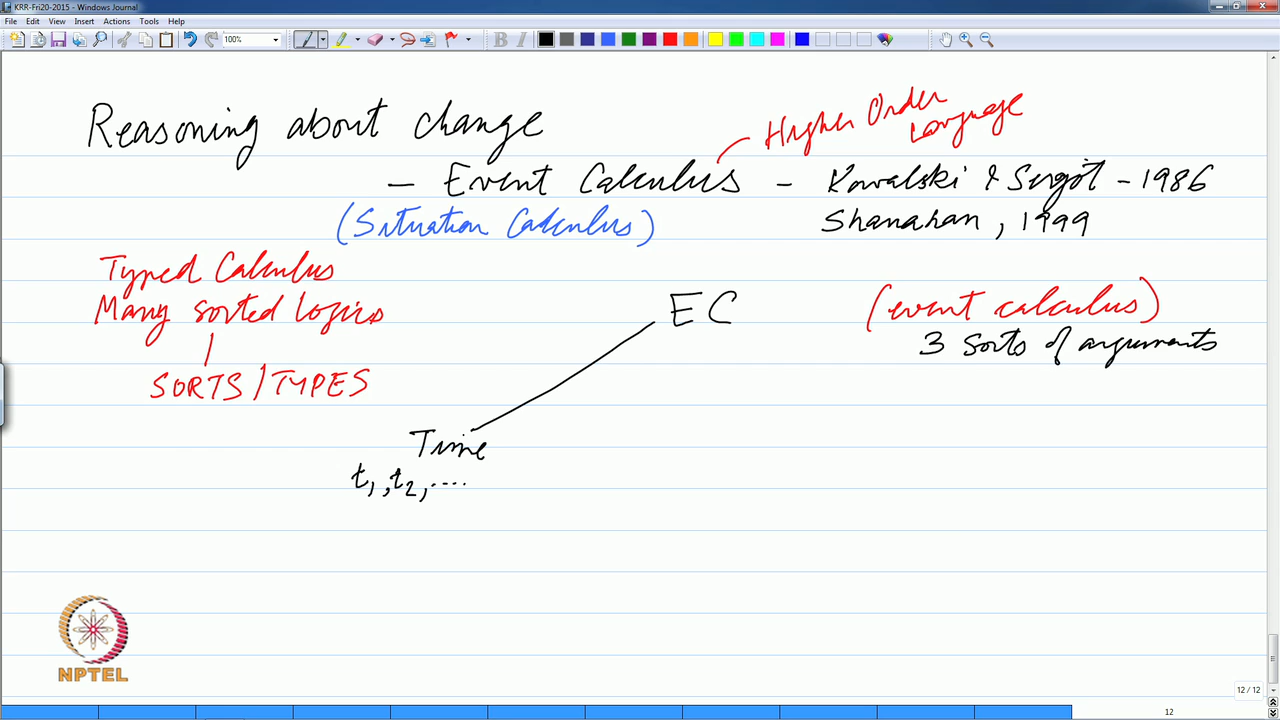 KRR-Fri20-2015 - Windows Journal
File Edit View Insert Actions Tools Help
100%
Reasoning about change
Higher Order
Language
– Event Calculus – Kowalski & Sergot – 1986
(Situation Calculus) Shanahan, 1999
Typed Calculus
Many sorted logics
EC (event calculus)
3 sorts of arguments
SORTS/TYPES
Time
t1, t2, ....
NPTEL
12 / 12
12